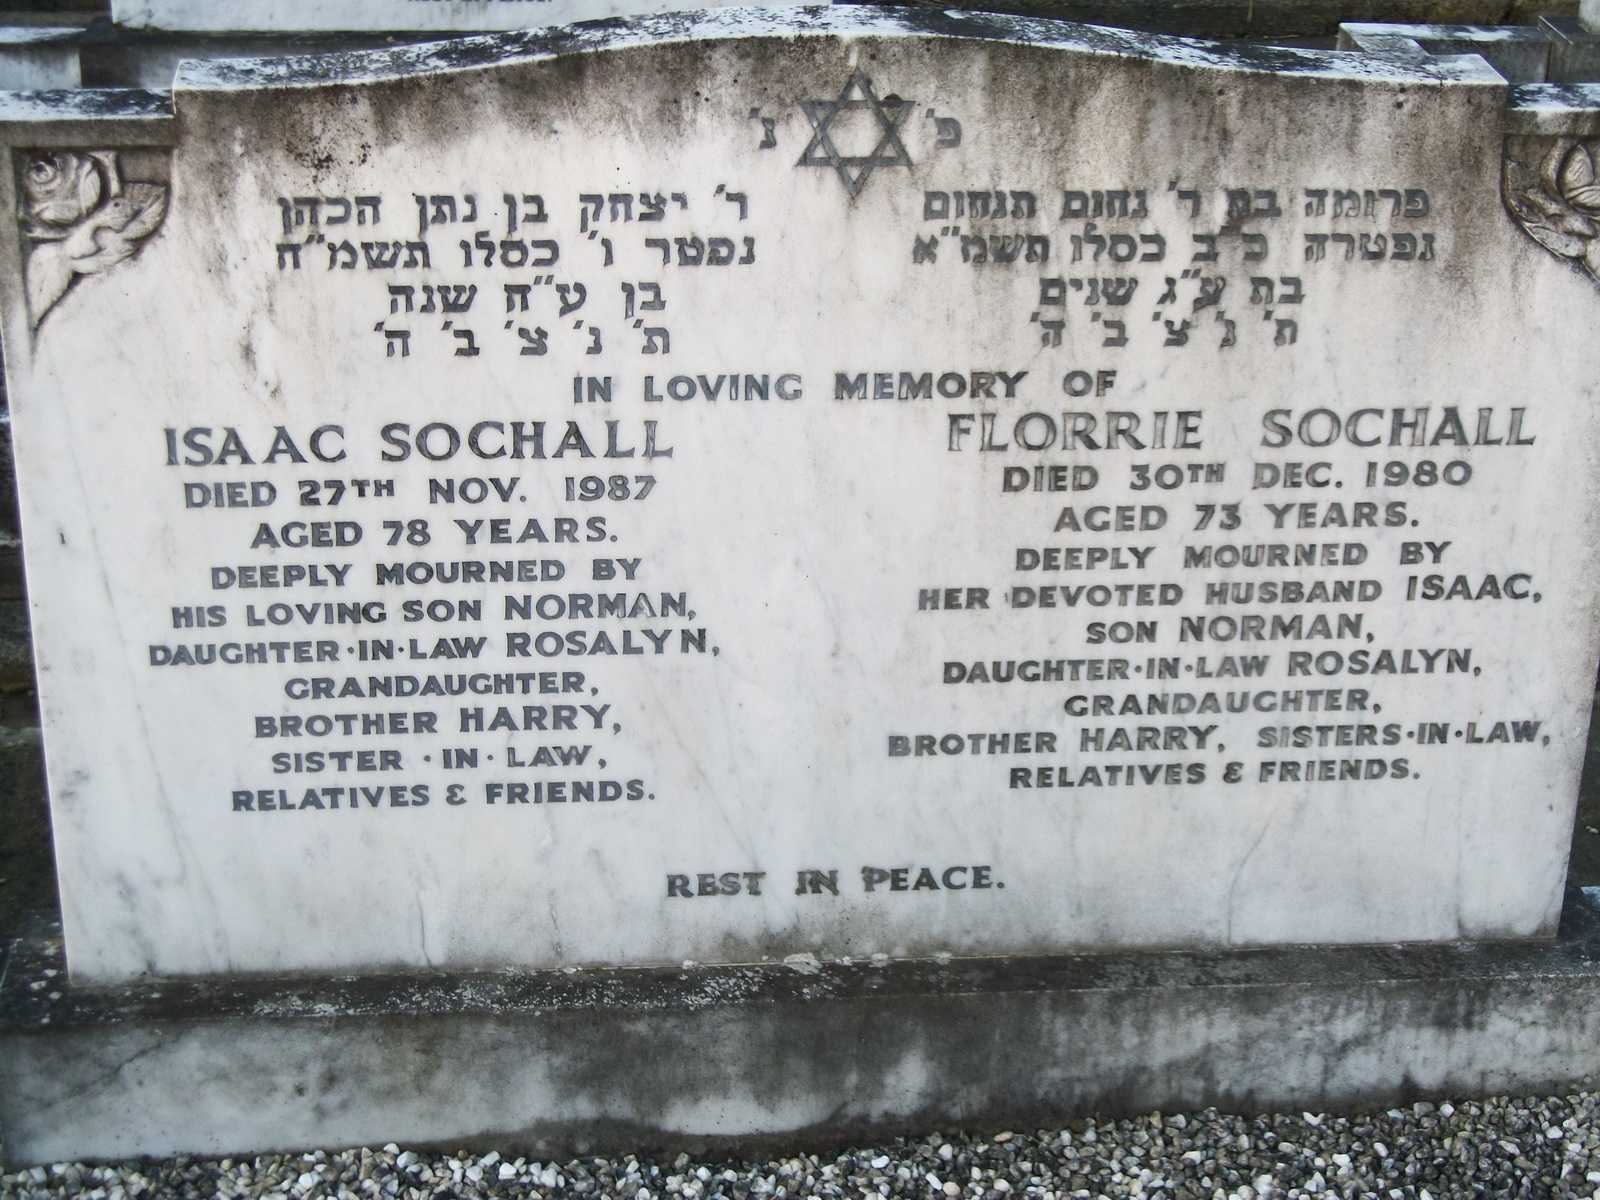 פ׳ נ׳
פרומה בת ר׳ נחום תנחום
נפטרה כ״ב כסלו תשמ״א
בת ע״ג שנים
ת׳ נ׳ צ׳ ב׳ ה׳
ר׳ יצחק בן נתן הכהן
נפטר ו׳ כסלו תשמ״ח
בן ע״ח שנה
ת׳ נ׳ צ׳ ב׳ ה׳
IN LOVING MEMORY OF
ISAAC SOCHALL
DIED 27TH NOV. 1987
AGED 78 YEARS.
DEEPLY MOURNED BY
HIS LOVING SON NORMAN,
DAUGHTER·IN·LAW ROSALYN,
GRANDAUGHTER,
BROTHER HARRY,
SISTER·IN·LAW,
RELATIVES & FRIENDS.
FLORRIE SOCHALL
DIED 30TH DEC. 1980
AGED 73 YEARS.
DEEPLY MOURNED BY
HER DEVOTED HUSBAND ISAAC,
SON NORMAN,
DAUGHTER·IN·LAW ROSALYN,
GRANDAUGHTER,
BROTHER HARRY, SISTERS·IN·LAW,
RELATIVES & FRIENDS.
REST IN PEACE.